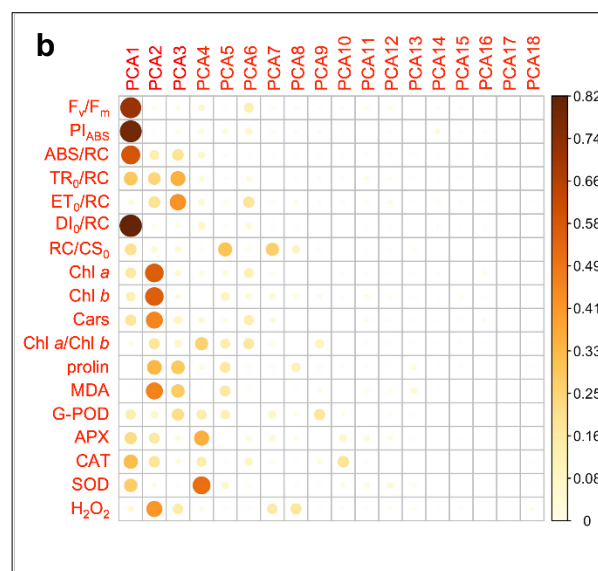 b
PCA1 PCA2 PCA3 PCA4 PCA5 PCA6 PCA7 PCA8 PCA9 PCA10 PCA11 PCA12 PCA13 PCA14 PCA15 PCA16 PCA17 PCA18
Fv/Fm
PIABS
ABS/RC
TR0/RC
ET0/RC
DI0/RC
RC/CS0
Chl a
Chl b
Cars
Chl a/Chl b
prolin
MDA
G-POD
APX
CAT
SOD
H2O2
0.82
0.74
0.66
0.57
0.49
0.41
0.33
0.25
0.16
0.08
0